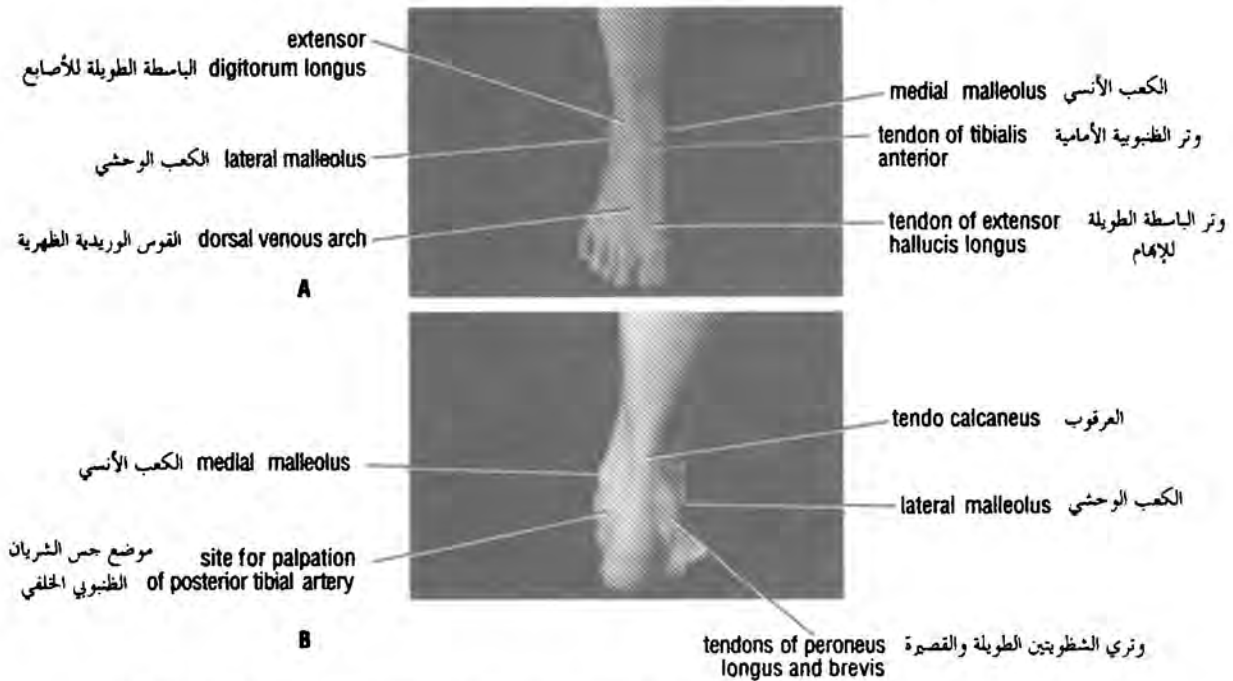 extensor
الباسطة الطويلة للأصابع digitorum longus
الكعب الوحشي lateral malleolus
القوس الوريدية الظهرية dorsal venous arch
A
medial malleolus الكعب الأنسي
tendon of tibialis وتر الظنبوبية الأمامية
anterior
tendon of extensor وتر الباسطة الطويلة
hallucis longus للإبهام
الكعب الأنسي medial malleolus
موضع جس الشريان site for palpation
الظنبوبي الخلفي of posterior tibial artery
B
tendo calcaneus العرقوب
lateral malleolus الكعب الوحشي
tendons of peroneus وتري الشظويتين الطويلة والقصيرة
longus and brevis